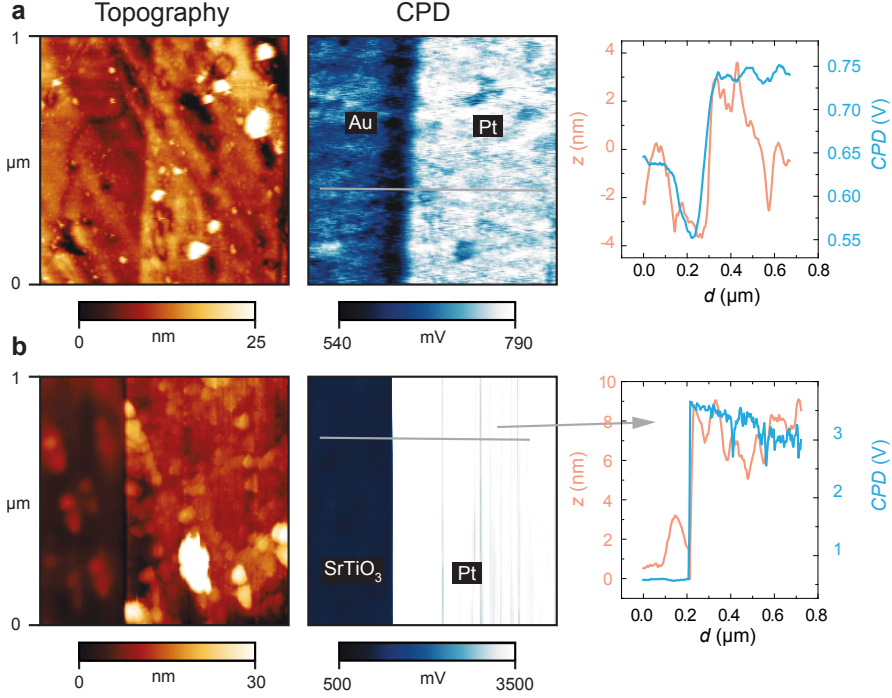 a
Topography
CPD
1
µm
0
Au
Pt
0
nm
25
540
mV
790
4
2
0
-2
-4
z (nm)
0.75
0.70
0.65
0.60
0.55
CPD (V)
0.0
0.2
0.4
0.6
0.8
d (µm)
b
1
µm
0
SrTiO₃
Pt
0
nm
30
500
mV
3500
10
8
6
4
2
0
z (nm)
3
2
1
CPD (V)
0.0
0.2
0.4
0.6
0.8
d (µm)